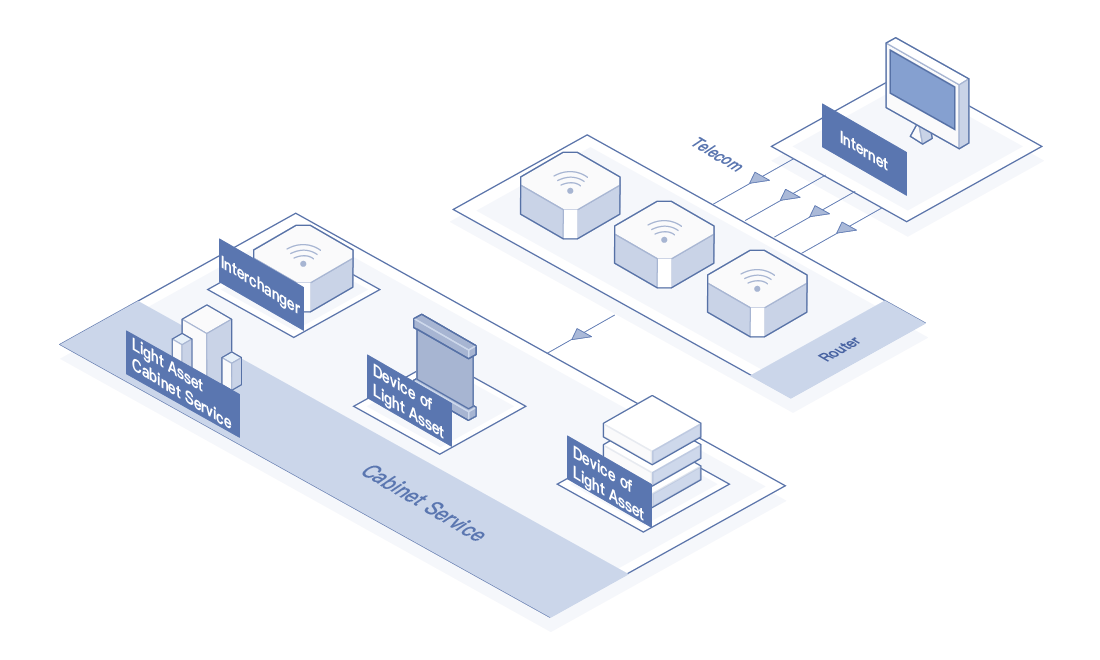 Telecom
Internet
Interchanger
Router
Light Asset
Cabinet Service
Device of
Light Asset
Device of
Light Asset
Cabinet Service